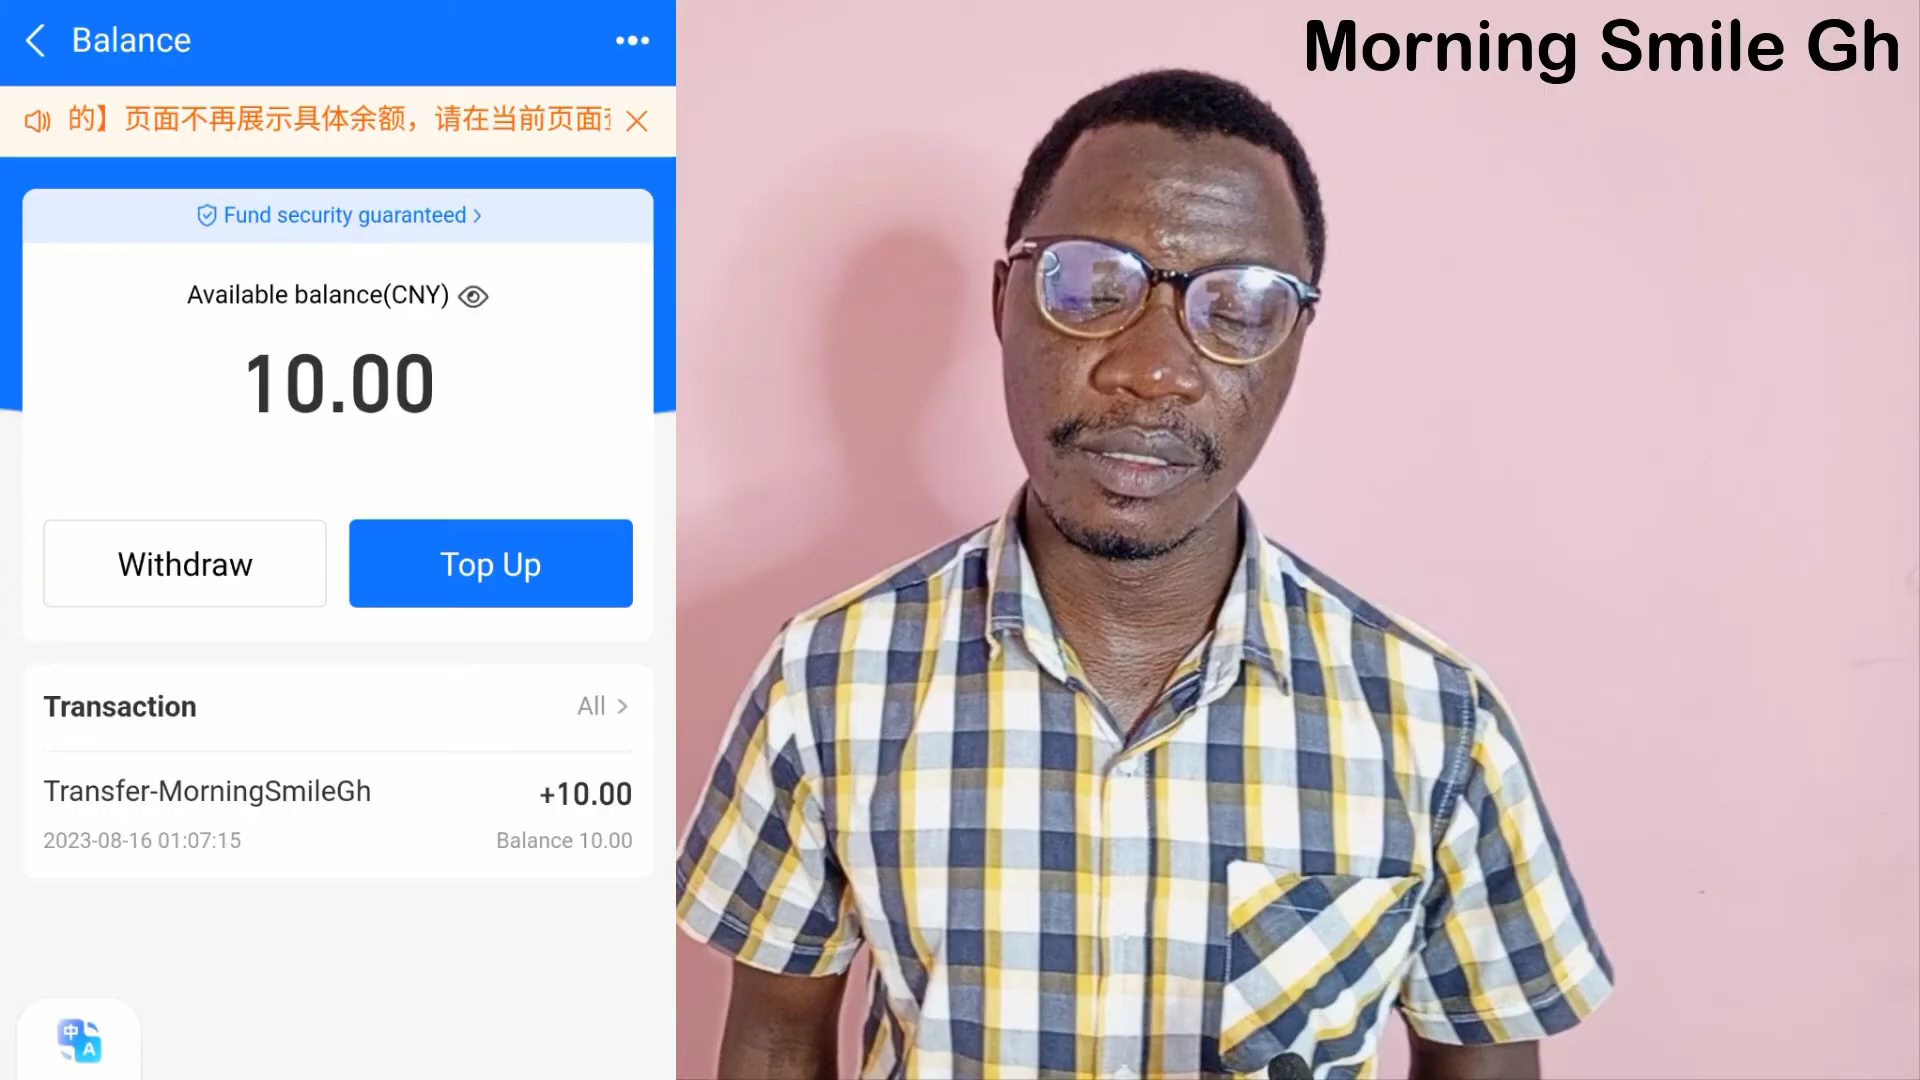 Balance
的】页面不再展示具体余额，请在当前页面
Fund security guaranteed
Available balance(CNY)
10.00
Withdraw
Top Up
Transaction
All
Transfer-MorningSmileGh
+10.00
2023-08-16 01:07:15
Balance 10.00
中
A
Morning Smile Gh